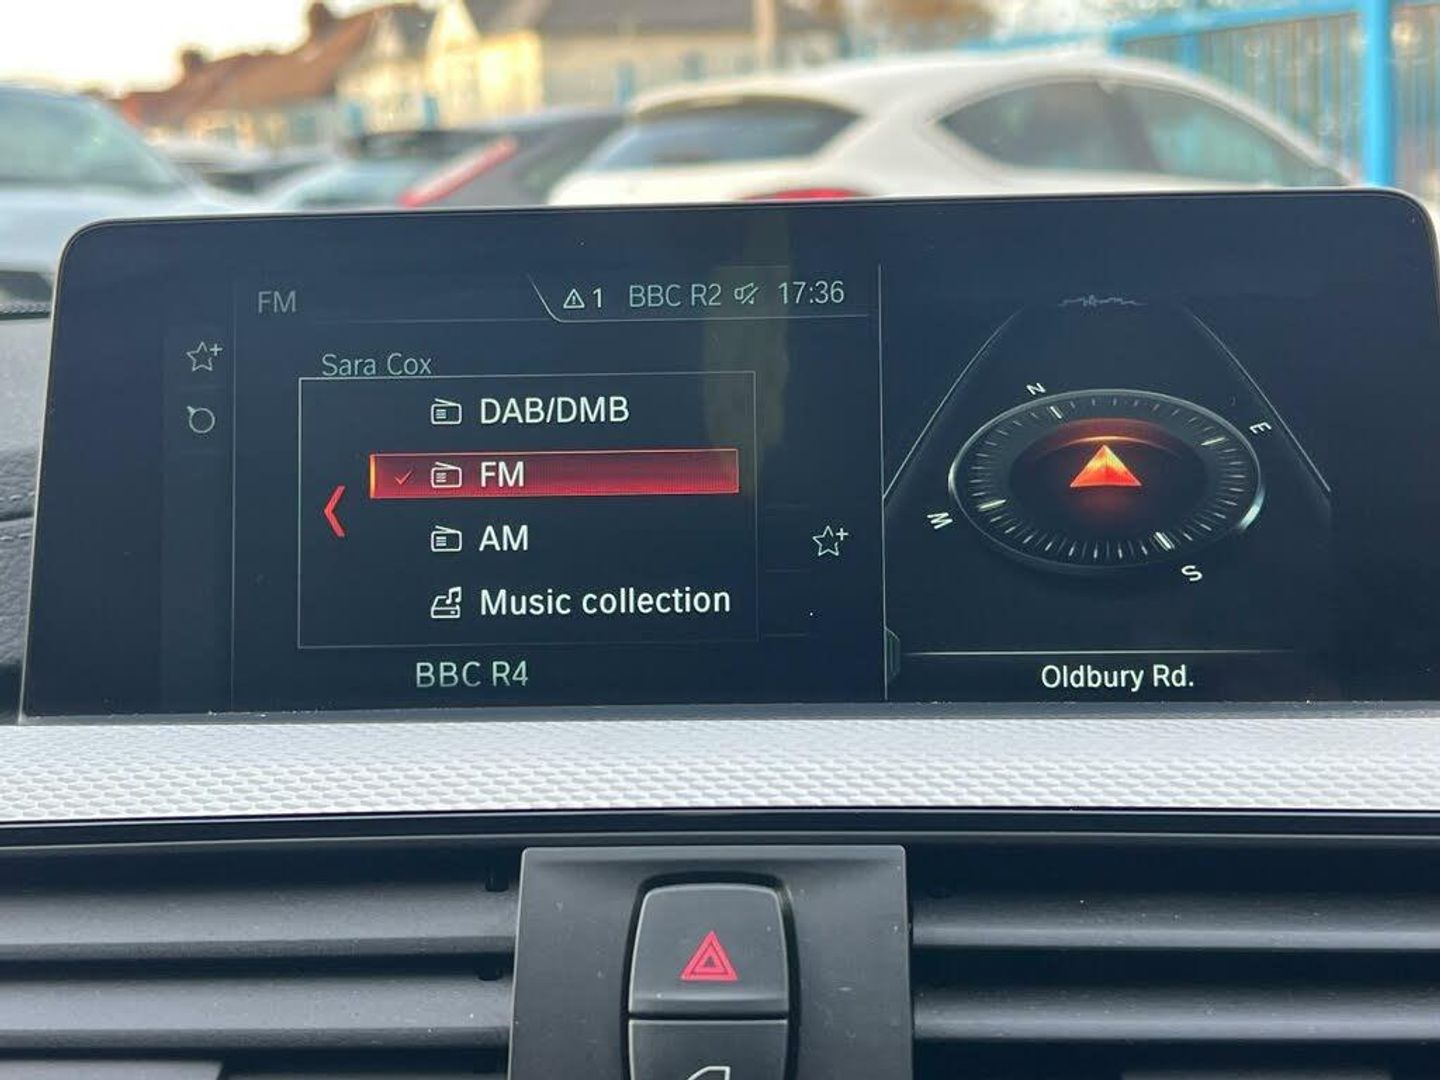 FM
1 BBC R2 17:36
Sara Cox
DAB/DMB
FM
AM
Music collection
BBC R4
N
E
W
S
Oldbury Rd.